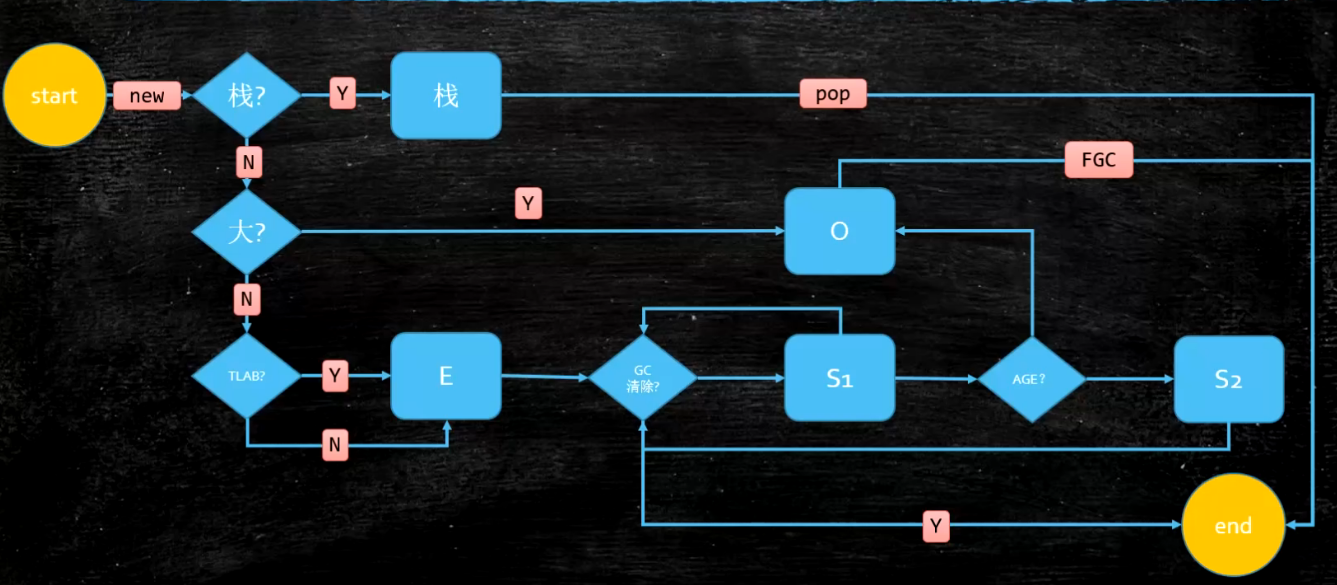 start
new
栈?
Y
栈
pop
N
FGC
大?
Y
O
N
TLAB?
Y
E
GC
清除?
S1
AGE?
S2
N
Y
end